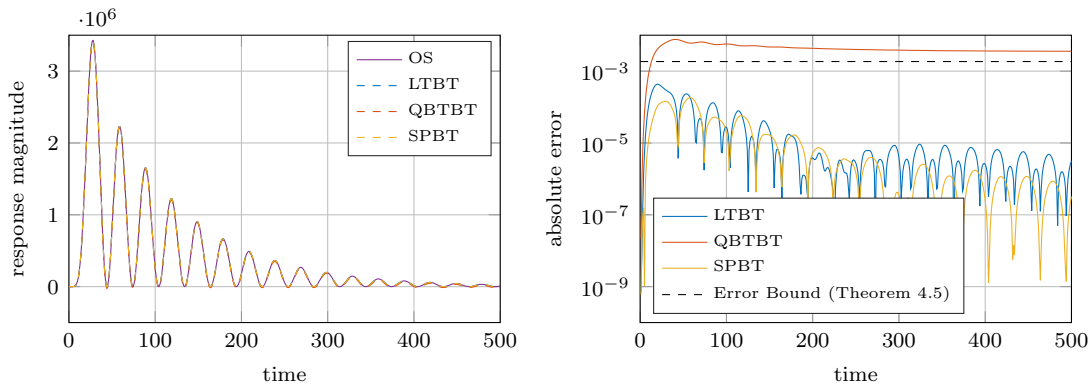 ·10⁶
response magnitude
3
2
1
0
OS
LTBT
QBTBT
SPBT
0 100 200 300 400 500
time
absolute error
10⁻³
10⁻⁵
10⁻⁷
10⁻⁹
LTBT
QBTBT
SPBT
Error Bound (Theorem 4.5)
0 100 200 300 400 500
time